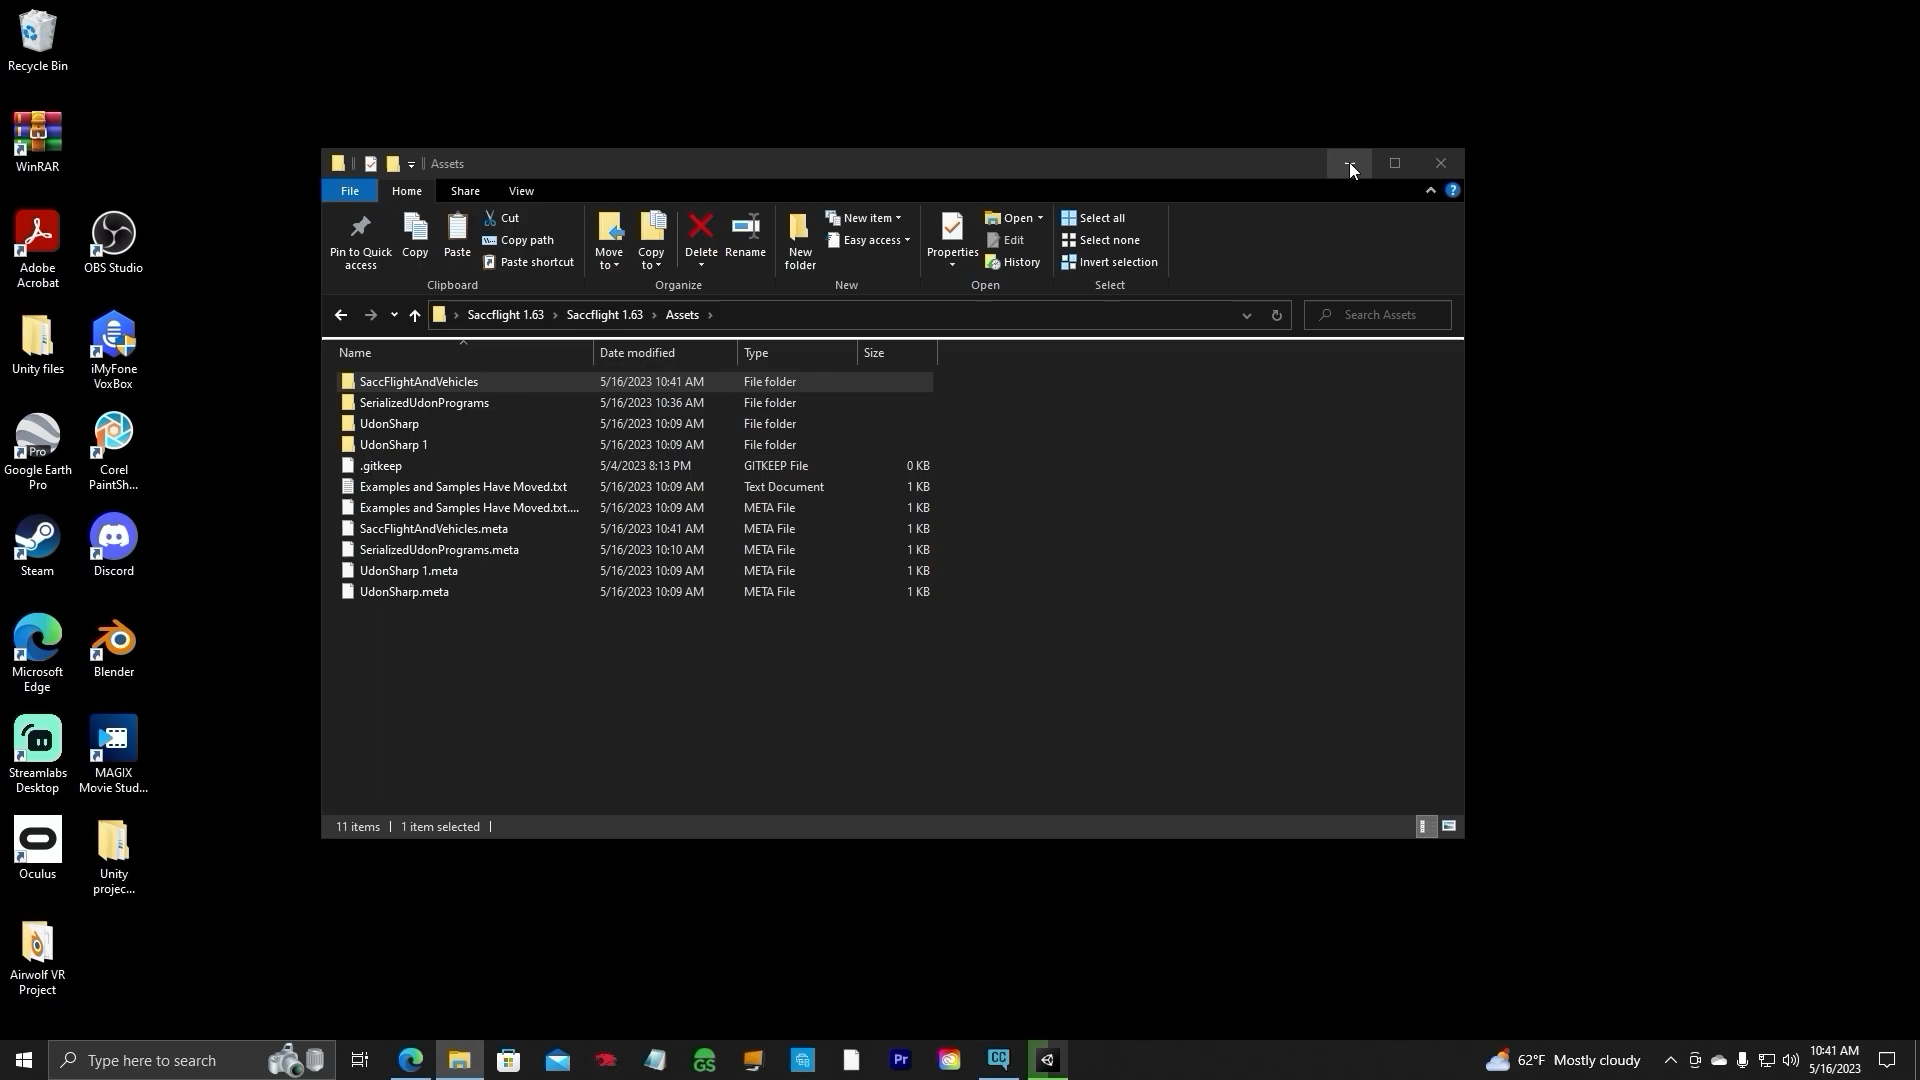 Recycle Bin
WinRAR
Adobe
Acrobat
OBS Studio
Unity files
iMyFone
VoxBox
Pro
Google Earth
Pro
Corel
PaintSh...
Steam
Discord
Microsoft
Edge
Blender
Streamlabs
Desktop
MAGIX
Movie Stud...
Oculus
Unity
projec...
Airwolf VR
Project
Assets
File
Home
Share
View
Pin to Quick
access
Copy
Paste
Cut
Copy path
Paste shortcut
Clipboard
Move
to
Copy
to
Delete
Rename
Organize
New
folder
New item
Easy access
New
Properties
Open
Edit
History
Open
Select all
Select none
Invert selection
Select
Saccflight 1.63 › Saccflight 1.63 › Assets ›
Search Assets
Name Date modified Type Size
SaccFlightAndVehicles 5/16/2023 10:41 AM File folder
SerializedUdonPrograms 5/16/2023 10:36 AM File folder
UdonSharp 5/16/2023 10:09 AM File folder
UdonSharp 1 5/16/2023 10:09 AM File folder
.gitkeep 5/4/2023 8:13 PM GITKEEP File 0 KB
Examples and Samples Have Moved.txt 5/16/2023 10:09 AM Text Document 1 KB
Examples and Samples Have Moved.txt.... 5/16/2023 10:09 AM META File 1 KB
SaccFlightAndVehicles.meta 5/16/2023 10:41 AM META File 1 KB
SerializedUdonPrograms.meta 5/16/2023 10:10 AM META File 1 KB
UdonSharp 1.meta 5/16/2023 10:09 AM META File 1 KB
UdonSharp.meta 5/16/2023 10:09 AM META File 1 KB
11 items | 1 item selected |
Type here to search
GS
Pr
CC
62°F Mostly cloudy
10:41 AM
5/16/2023